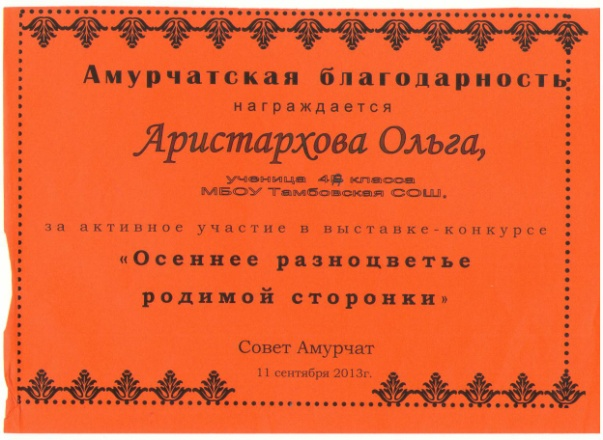 Амурчатская благодарность
награждается
Аристархова Ольга,
ученица класса
МБОУ Тамбовская СОШ,
за активное участие в выставке-конкурсе
«Осеннее разноцветье
родимой сторонки»
Совет Амурчат
11 сентября 2013г.